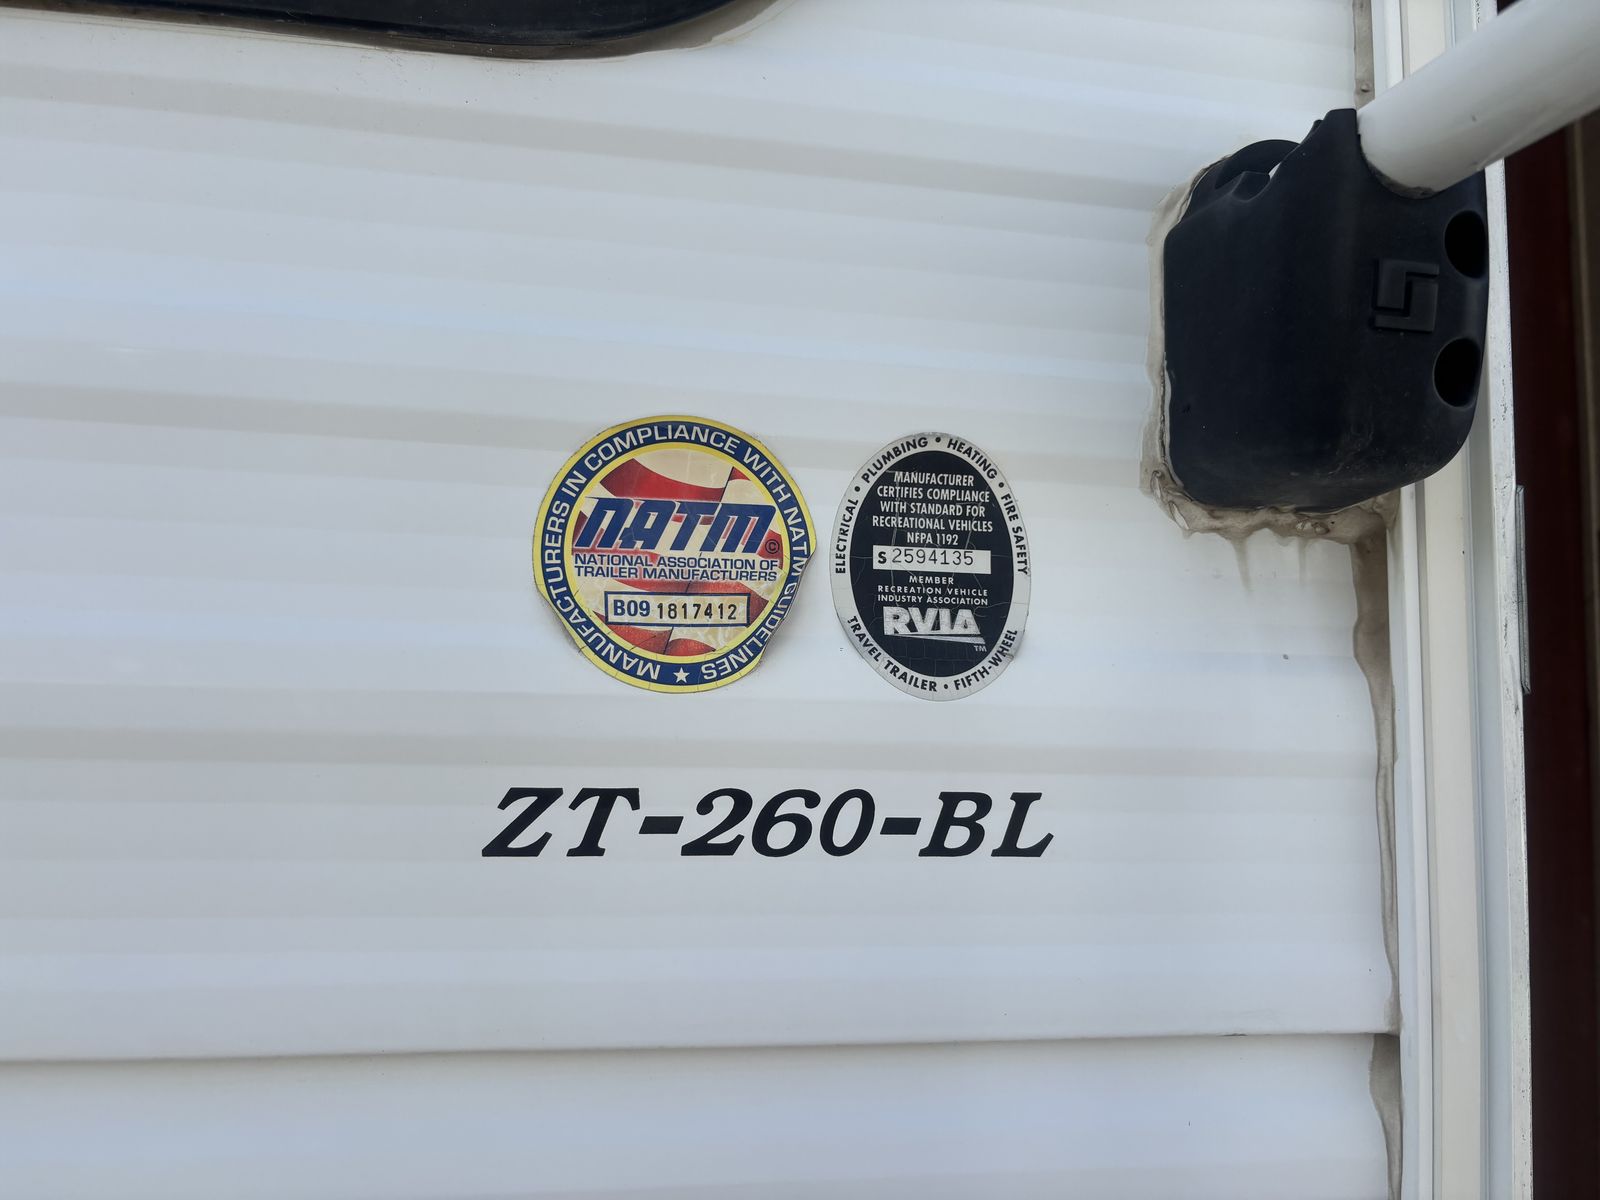 MANUFACTURERS IN COMPLIANCE WITH NATM GUIDELINES ★
NATM©
NATIONAL ASSOCIATION OF
TRAILER MANUFACTURERS
B09 1817412
ELECTRICAL • PLUMBING • HEATING • FIRE SAFETY
MANUFACTURER
CERTIFIES COMPLIANCE
WITH STANDARD FOR
RECREATIONAL VEHICLES
NFPA 1192
S 2594135
MEMBER
RECREATION VEHICLE
INDUSTRY ASSOCIATION
RVIA™
TRAVEL TRAILER • FIFTH-WHEEL
ZT-260-BL